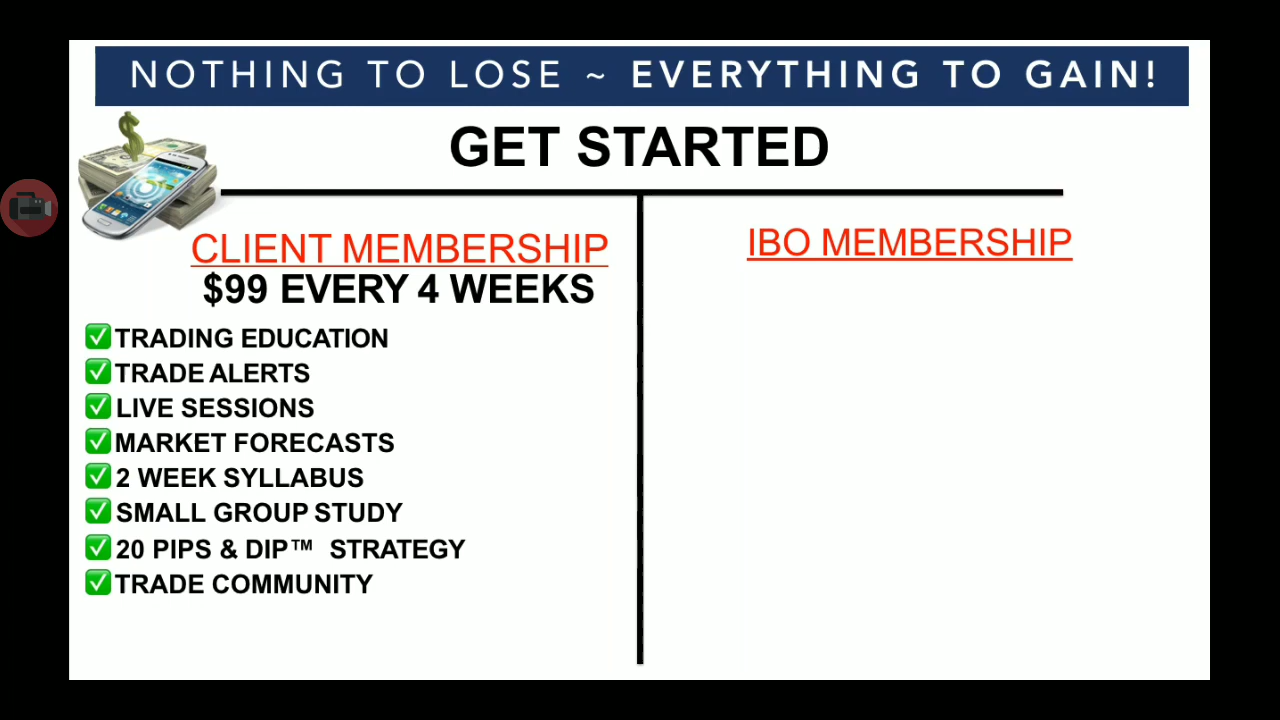 NOTHING TO LOSE ~ EVERYTHING TO GAIN!
GET STARTED
CLIENT MEMBERSHIP
$99 EVERY 4 WEEKS
✅TRADING EDUCATION
✅TRADE ALERTS
✅LIVE SESSIONS
✅MARKET FORECASTS
✅2 WEEK SYLLABUS
✅SMALL GROUP STUDY
✅20 PIPS & DIP™ STRATEGY
✅TRADE COMMUNITY
IBO MEMBERSHIP